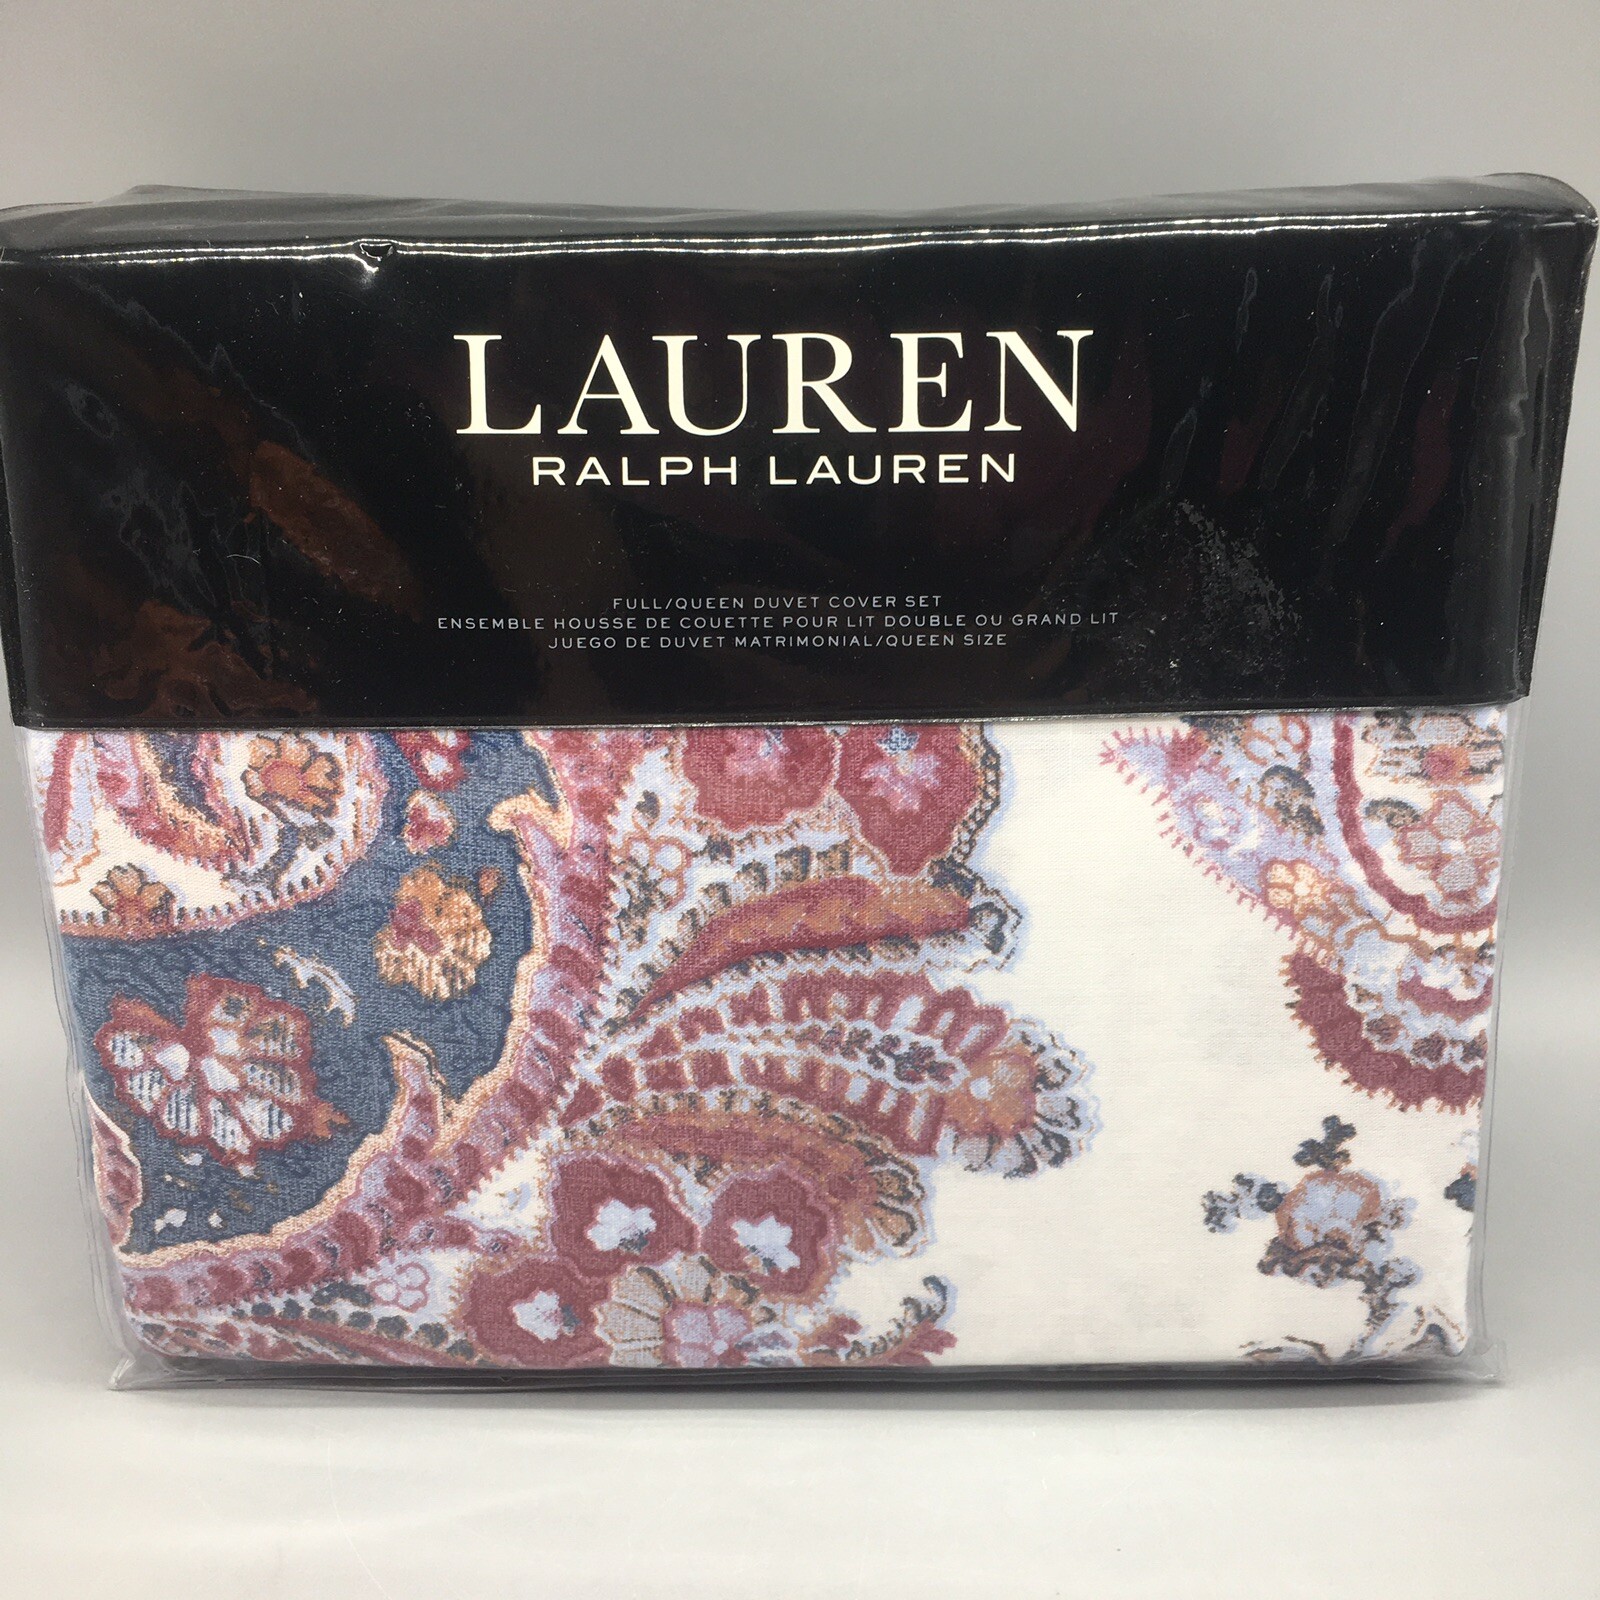 LAUREN
RALPH LAUREN
FULL/QUEEN DUVET COVER SET
ENSEMBLE HOUSSE DE COUETTE POUR LIT DOUBLE OU GRAND LIT
JUEGO DE DUVET MATRIMONIAL/QUEEN SIZE